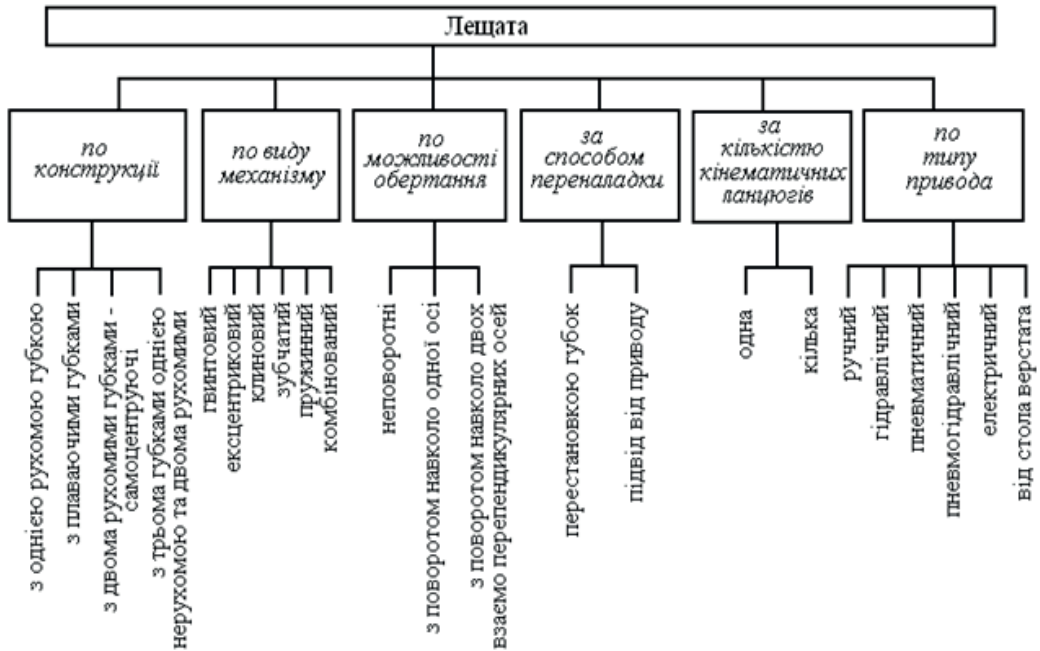 Лещата
по
конструкції
по виду
механізму
по
можливості
обертання
за
способом
переналадки
за
кількістю
кінематичних
ланцюгів
по
типу
привода
з однією рухомою губкою
з плаваючими губками
з двома рухомими губками -
самоцентруючі
з трьома губками однією
нерухомою та двома рухомим
гвинтовий
ексцентриковий
клиновий
зубчатий
пружинний
комбінований
неповоротні
з поворотом навколо одної осі
з поворотом навколо двох
взаємо перепендикулярних осей
перестановкою губок
підвід від приводу
одна
кілька
ручний
гідравлічний
пневматичний
пневмогідравлічний
електричний
від стола верстата